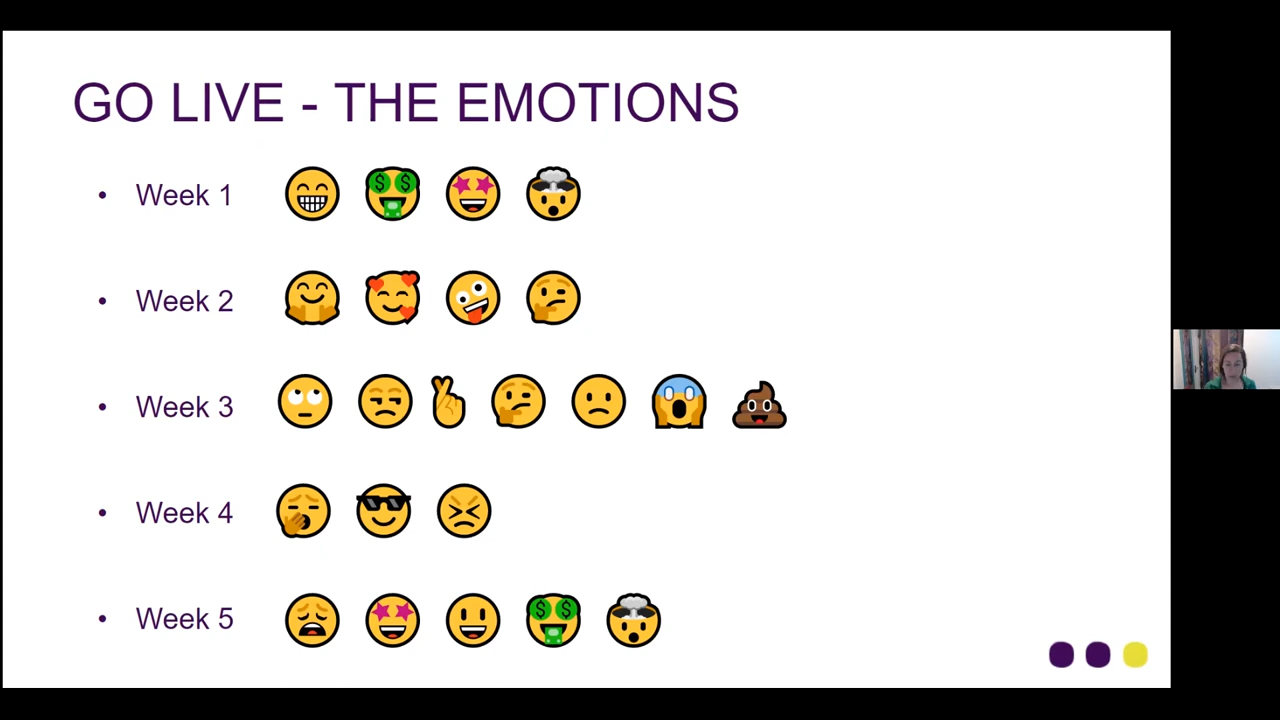 GO LIVE - THE EMOTIONS
• Week 1 😁 🤑 🤩 🤯
• Week 2 🤗 🥰 🤪 🤔
• Week 3 🙄 😒 🤞 🤔 🙁 😱 💩
• Week 4 🥱 😎 😣
• Week 5 😩 🤩 😃 🤑 🤯